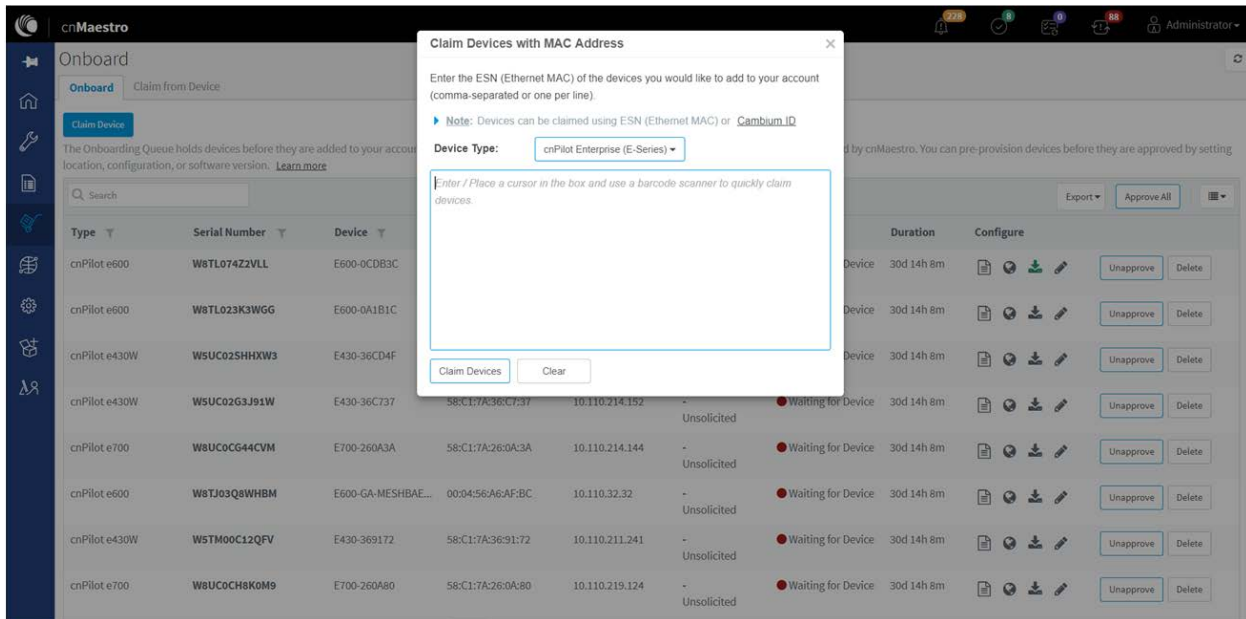 cnMaestro
228
8
0
88
Administrator
Onboard
Onboard Claim from Device
Claim Device
The Onboarding Queue holds devices before they are added to your accou
d by cnMaestro. You can pre-provision devices before they are approved by setting
location, configuration, or software version. Learn more
Claim Devices with MAC Address
Enter the ESN (Ethernet MAC) of the devices you would like to add to your account
(comma-separated or one per line).
Note: Devices can be claimed using ESN (Ethernet MAC) or Cambium ID
Device Type: cnPilot Enterprise (E-Series)
Enter / Place a cursor in the box and use a barcode scanner to quickly claim
devices.
Claim Devices Clear
Search
Export Approve All
Type Serial Number Device Duration Configure
cnPilot e600 W8TL074Z2VLL E600-0CDB3C Device 30d 14h 8m Unapprove Delete
cnPilot e600 W8TL023K3WGG E600-0A1B1C Device 30d 14h 8m Unapprove Delete
cnPilot e430W W5UC02SHHXW3 E430-36CD4F Device 30d 14h 8m Unapprove Delete
cnPilot e430W W5UC02G3J91W E430-36C737 58:C1:7A:36:C7:37 10.110.214.152 - Waiting for Device 30d 14h 8m Unapprove Delete
Unsolicited
cnPilot e700 W8UC0CG44CVM E700-260A3A 58:C1:7A:26:0A:3A 10.110.214.144 - Waiting for Device 30d 14h 8m Unapprove Delete
Unsolicited
cnPilot e600 W8TJ03Q8WHBM E600-GA-MESHBAE... 00:04:56:A6:AF:BC 10.110.32.32 - Waiting for Device 30d 14h 8m Unapprove Delete
Unsolicited
cnPilot e430W W5TM00C12QFV E430-369172 58:C1:7A:36:91:72 10.110.211.241 - Waiting for Device 30d 14h 8m Unapprove Delete
Unsolicited
cnPilot e700 W8UC0CH8K0M9 E700-260A80 58:C1:7A:26:0A:80 10.110.219.124 - Waiting for Device 30d 14h 8m Unapprove Delete
Unsolicited